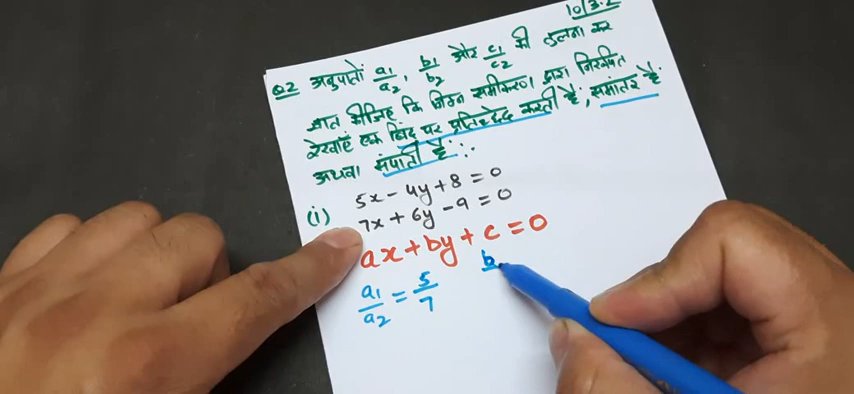 10/3.2
Q2 अनुपातों a₁/a₂, b₁/b₂ और c₁/c₂ की तुलना कर
ज्ञात कीजिए कि निम्न समीकरण द्वारा निरूपित
रेखाएँ एक बिंदु पर प्रतिच्छेद करती हैं, समांतर हैं
अथवा संपाती हैं:.
(i) 5x - 4y + 8 = 0
7x + 6y - 9 = 0
ax + by + c = 0
a₁/a₂ = 5/7 b